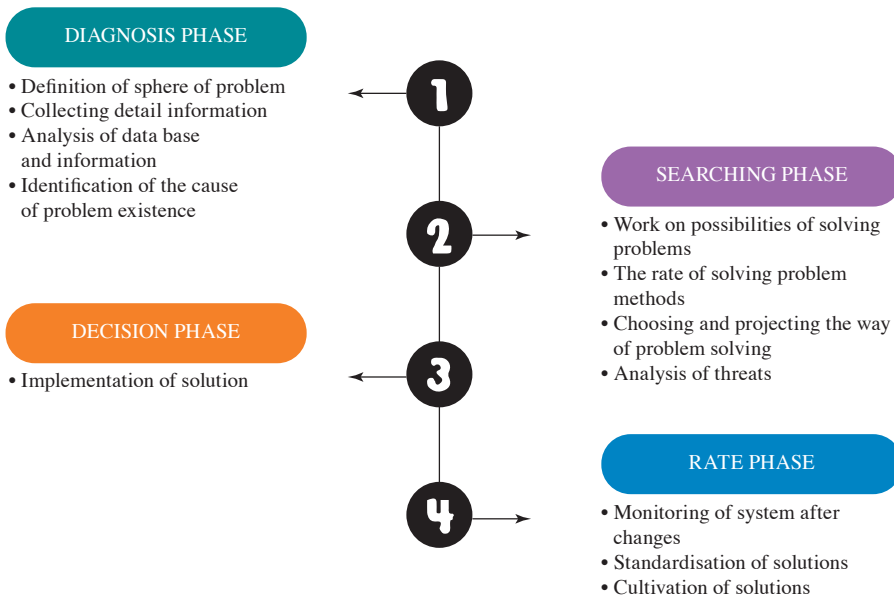 DIAGNOSIS PHASE
• Definition of sphere of problem
• Collecting detail information
• Analysis of data base
and information
• Identification of the cause
of problem existence
1
SEARCHING PHASE
• Work on possibilities of solving
problems
• The rate of solving problem
methods
• Choosing and projecting the way
of problem solving
• Analysis of threats
2
DECISION PHASE
• Implementation of solution
3
RATE PHASE
• Monitoring of system after
changes
• Standardisation of solutions
• Cultivation of solutions
4